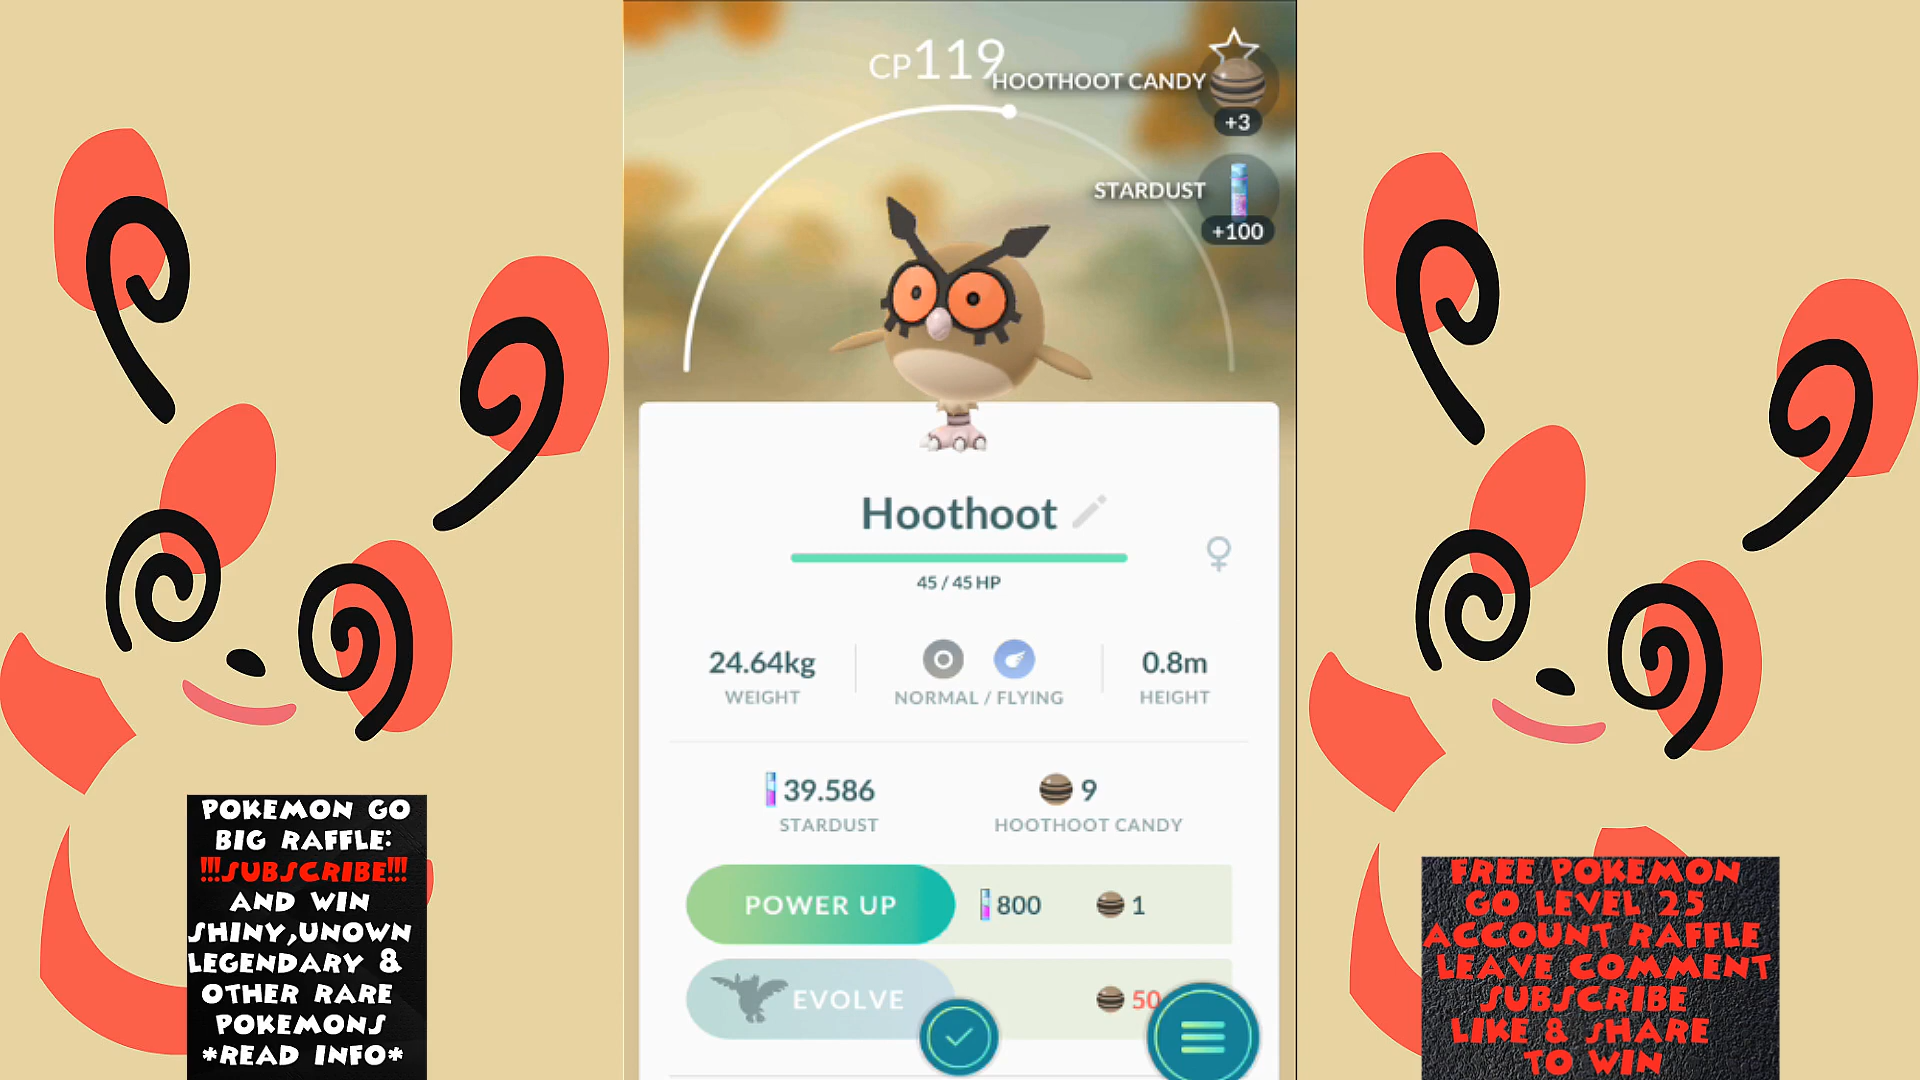 CP119
HOOTHOOT CANDY
+3
STARDUST
+100
Hoothoot
45 / 45 HP
24.64kg
WEIGHT
NORMAL / FLYING
0.8m
HEIGHT
39.586
STARDUST
9
HOOTHOOT CANDY
POWER UP
800
1
EVOLVE
50
POKEMON GO
BIG RAFFLE:
!!!SUBSCRIBE!!!
AND WIN
SHINY,UNOWN
LEGENDARY &
OTHER RARE
POKEMONS
*READ INFO*
FREE POKEMON
GO LEVEL 25
ACCOUNT RAFFLE
LEAVE COMMENT
SUBSCRIBE
LIKE & SHARE
TO WIN